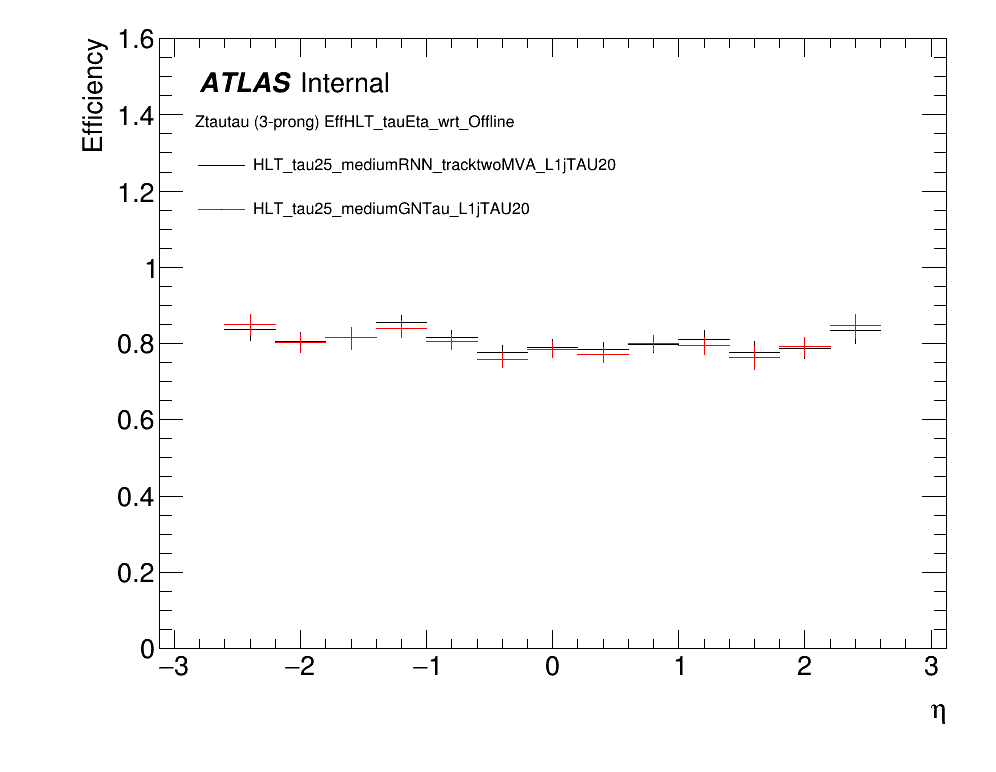 Efficiency
1.6
1.4
1.2
1
0.8
0.6
0.4
0.2
0
ATLAS Internal
Ztautau (3-prong) EffHLT_tauEta_wrt_Offline
HLT_tau25_mediumRNN_tracktwoMVA_L1jTAU20
HLT_tau25_mediumGNTau_L1jTAU20
−3 −2 −1 0 1 2 3
η